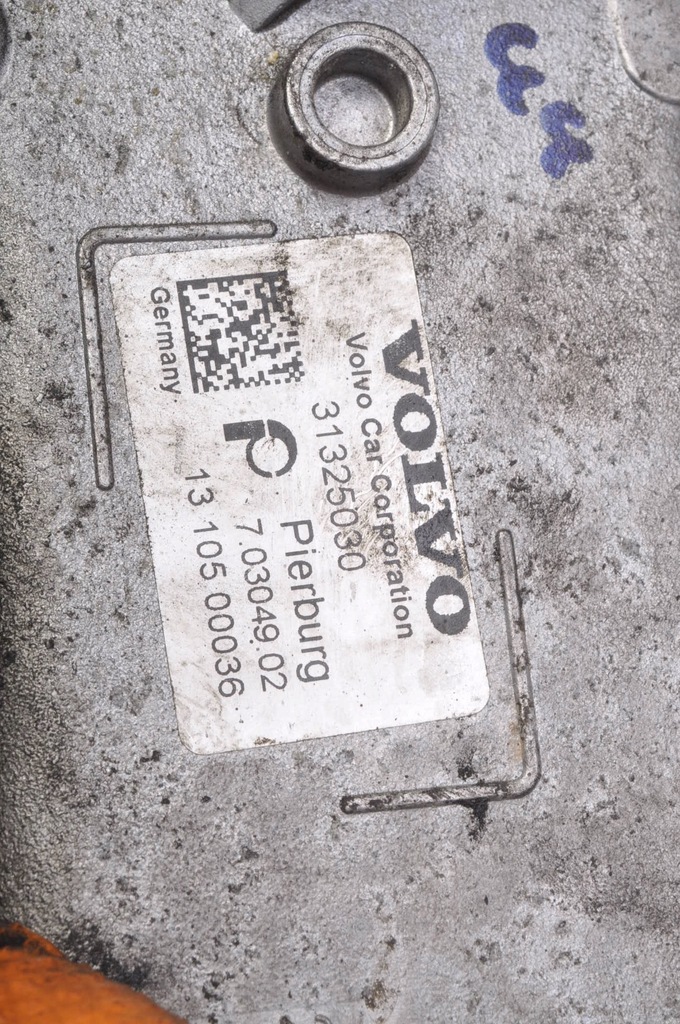 VOLVO
Volvo Car Corporation
31325030
Pierburg
7.03049.02
13 105 00036
Germany